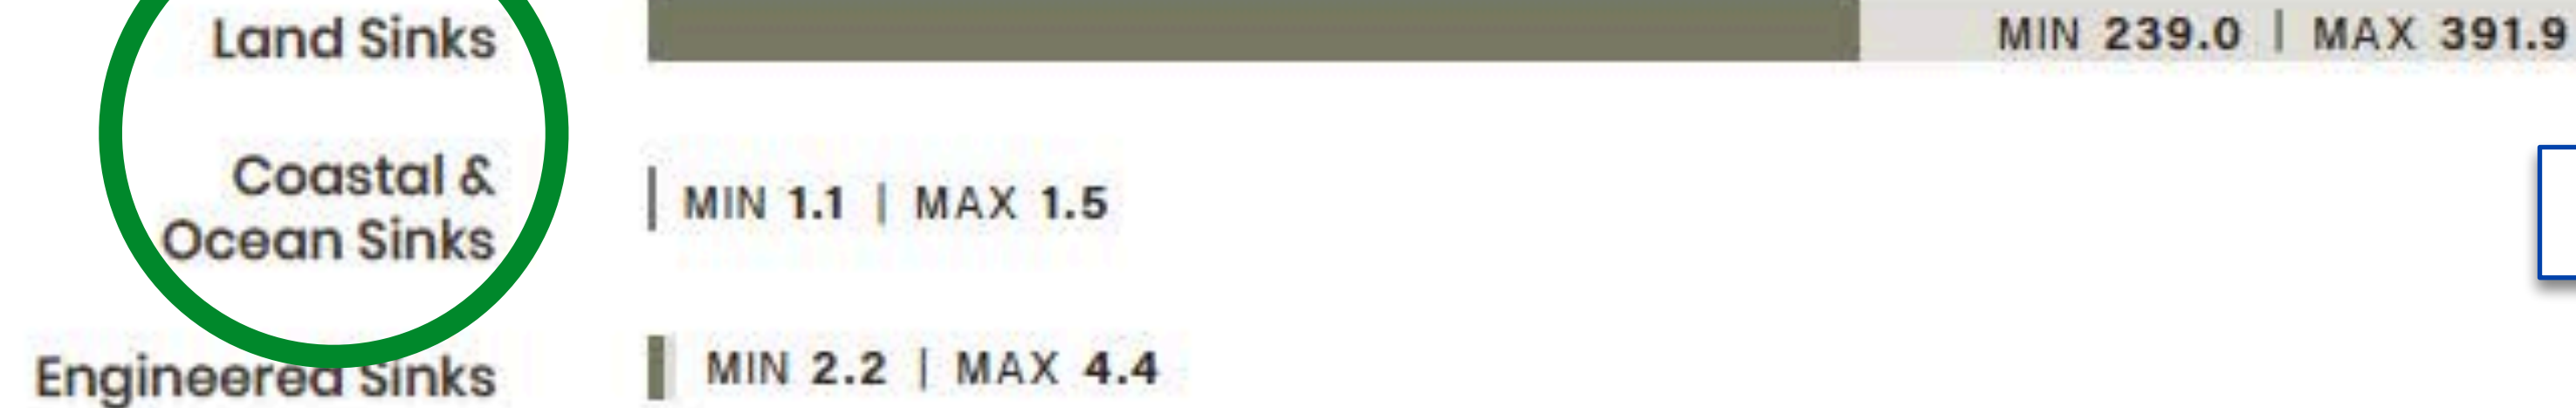 Land Sinks MIN 239.0 | MAX 391.9
Coastal &
Ocean Sinks
MIN 1.1 | MAX 1.5
Engineered Sinks MIN 2.2 | MAX 4.4